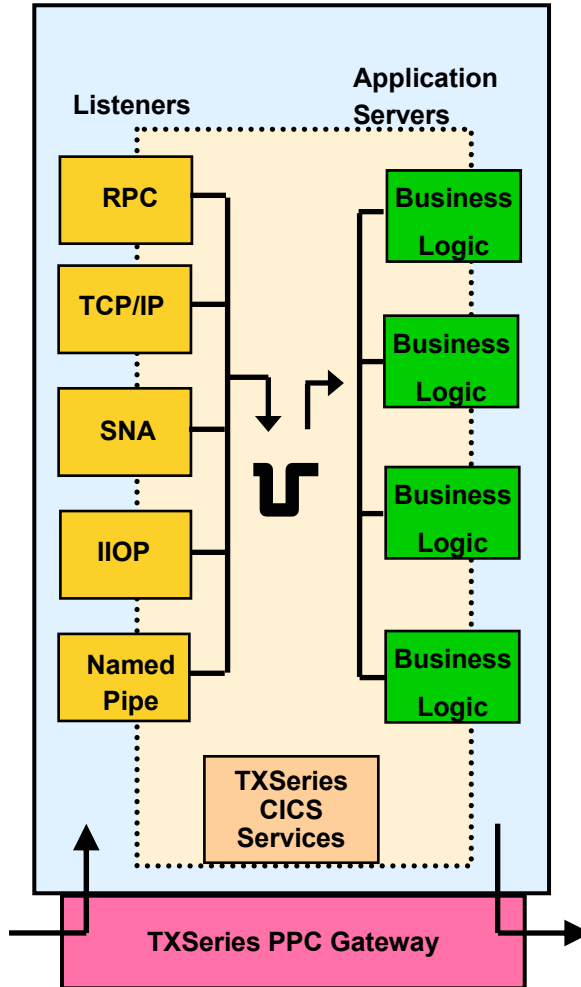 Listeners
Application
Servers
RPC
TCP/IP
SNA
IIOP
Named
Pipe
Business
Logic
Business
Logic
Business
Logic
Business
Logic
TXSeries
CICS
Services
TXSeries PPC Gateway